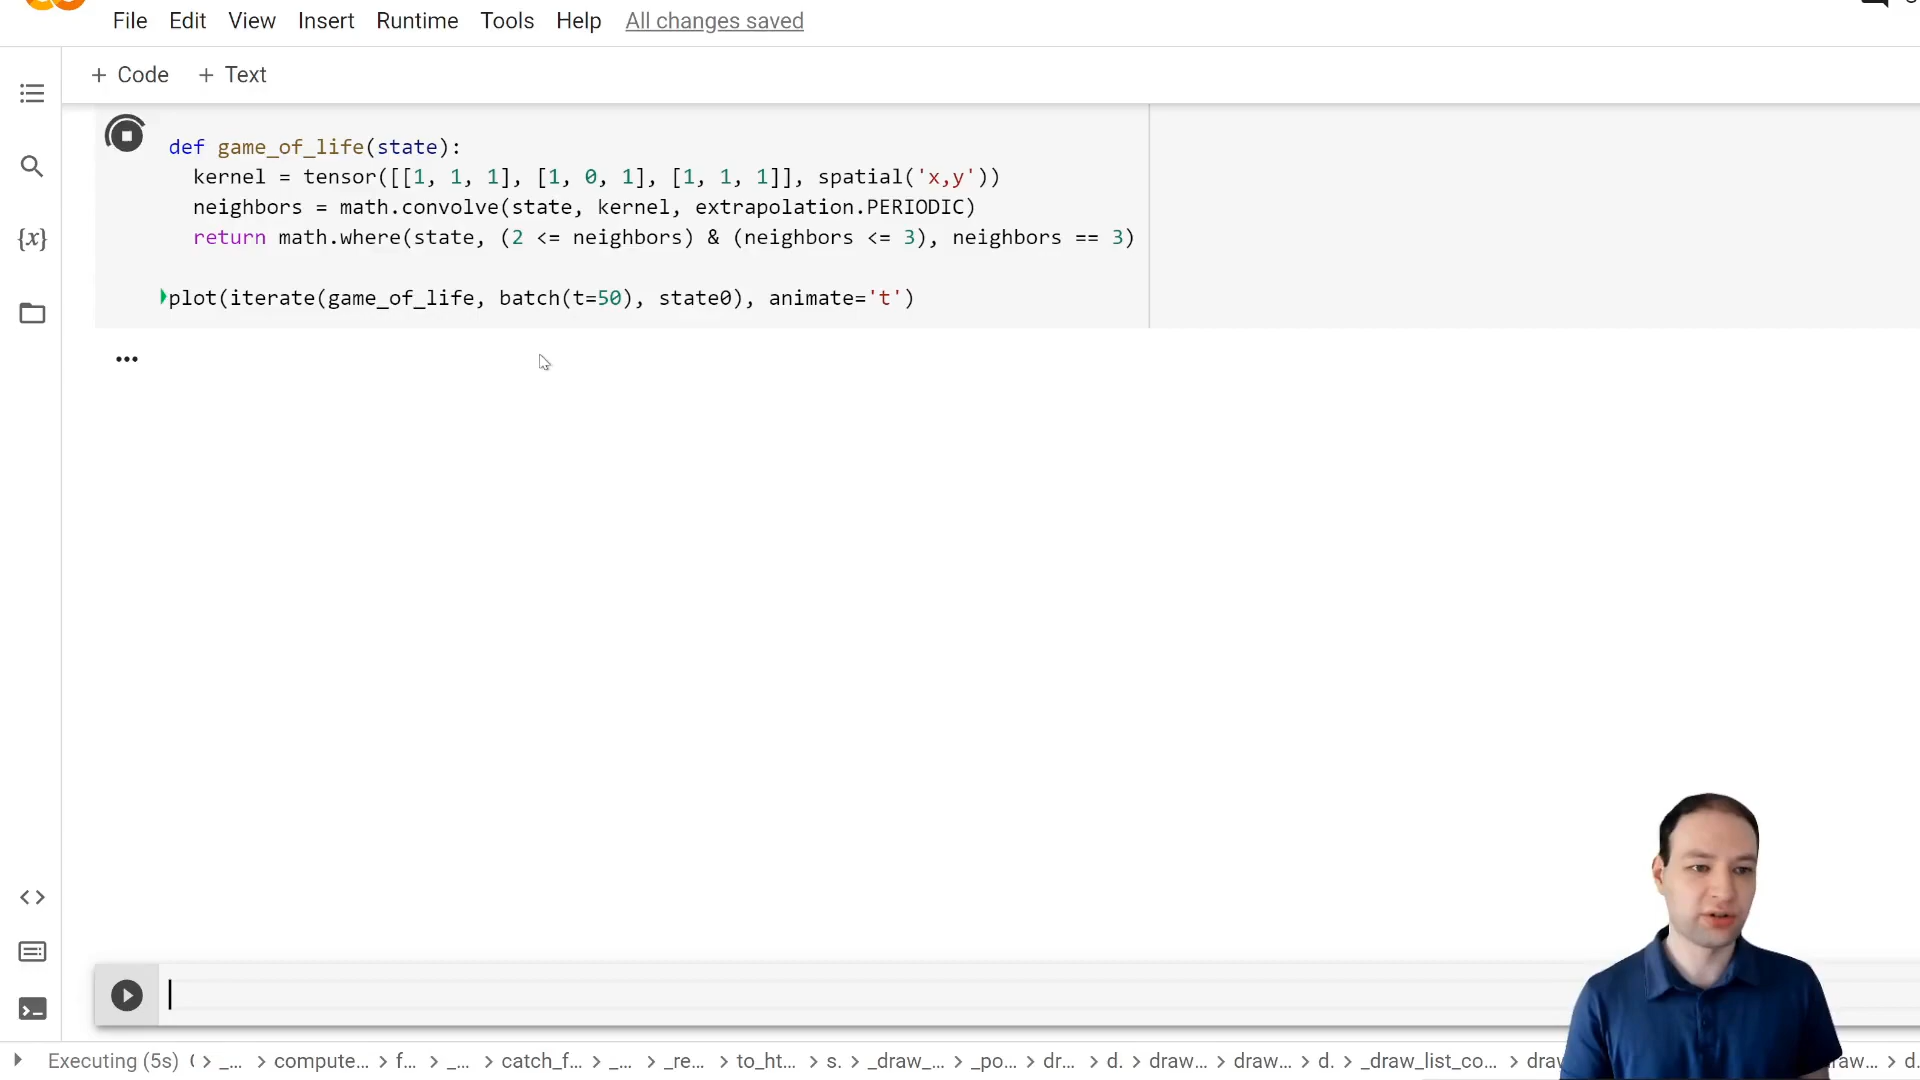 File Edit View Insert Runtime Tools Help All changes saved
+ Code + Text
def game_of_life(state):
kernel = tensor([[1, 1, 1], [1, 0, 1], [1, 1, 1]], spatial('x,y'))
neighbors = math.convolve(state, kernel, extrapolation.PERIODIC)
return math.where(state, (2 <= neighbors) & (neighbors <= 3), neighbors == 3)
plot(iterate(game_of_life, batch(t=50), state0), animate='t')
{x}
Executing (5s) > _... > compute... > f... > _... > catch_f... > _... > _re... > to_ht... > s. > _draw_... > _po... > dr... > d. > draw... > draw... > d. > _draw_list_co... > > d.